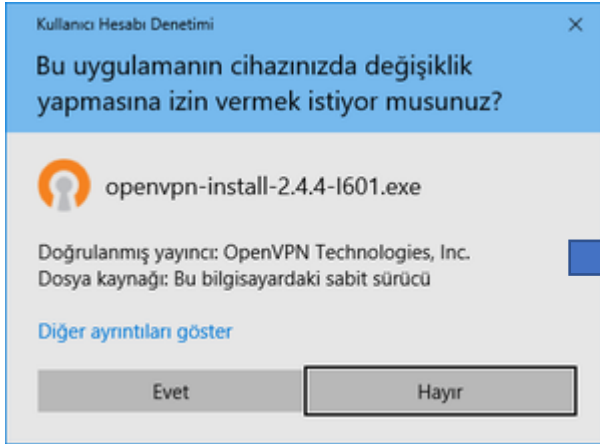 Kullanıcı Hesabı Denetimi
Bu uygulamanın cihazınızda değişiklik
yapmasına izin vermek istiyor musunuz?
openvpn-install-2.4.4-I601.exe
Doğrulanmış yayıncı: OpenVPN Technologies, Inc.
Dosya kaynağı: Bu bilgisayardaki sabit sürücü
Diğer ayrıntıları göster
Evet Hayır